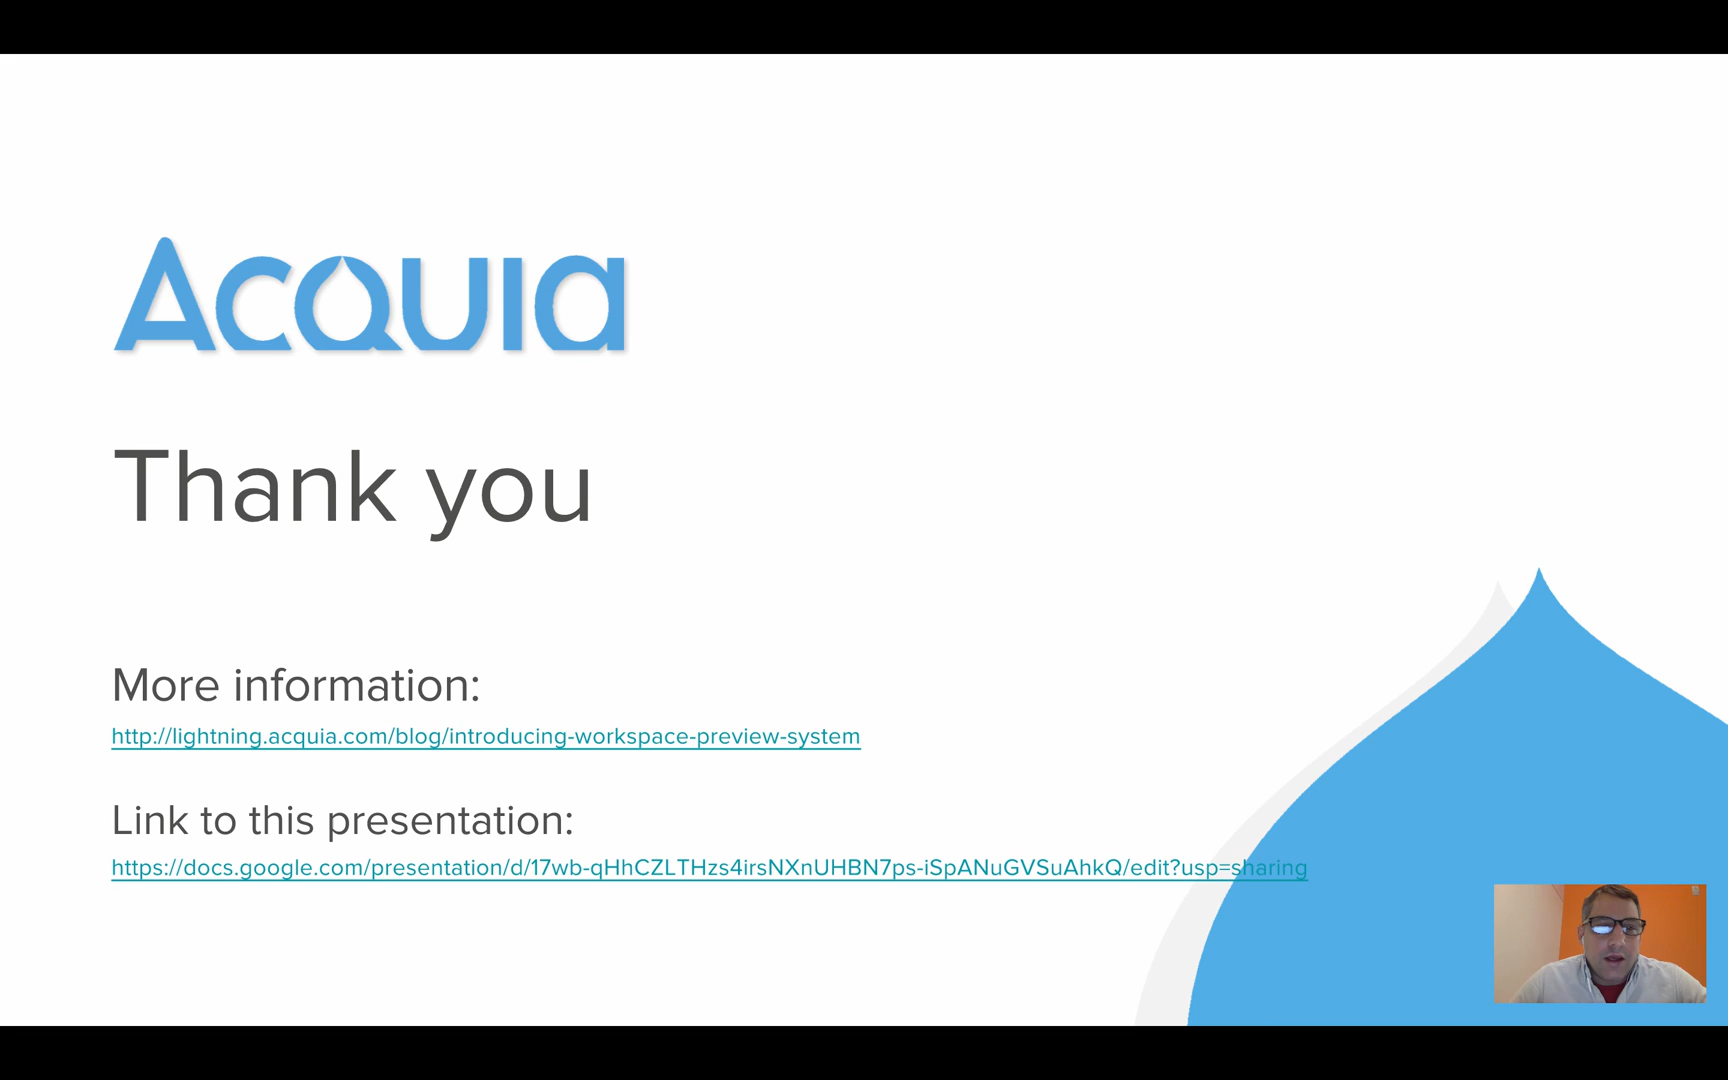 Acquia
Thank you
More information:
http://lightning.acquia.com/blog/introducing-workspace-preview-system
Link to this presentation:
https://docs.google.com/presentation/d/17wb-qHhCZLTHzs4irsNXnUHBN7ps-iSpANuGVSuAhkQ/edit?usp=sharing